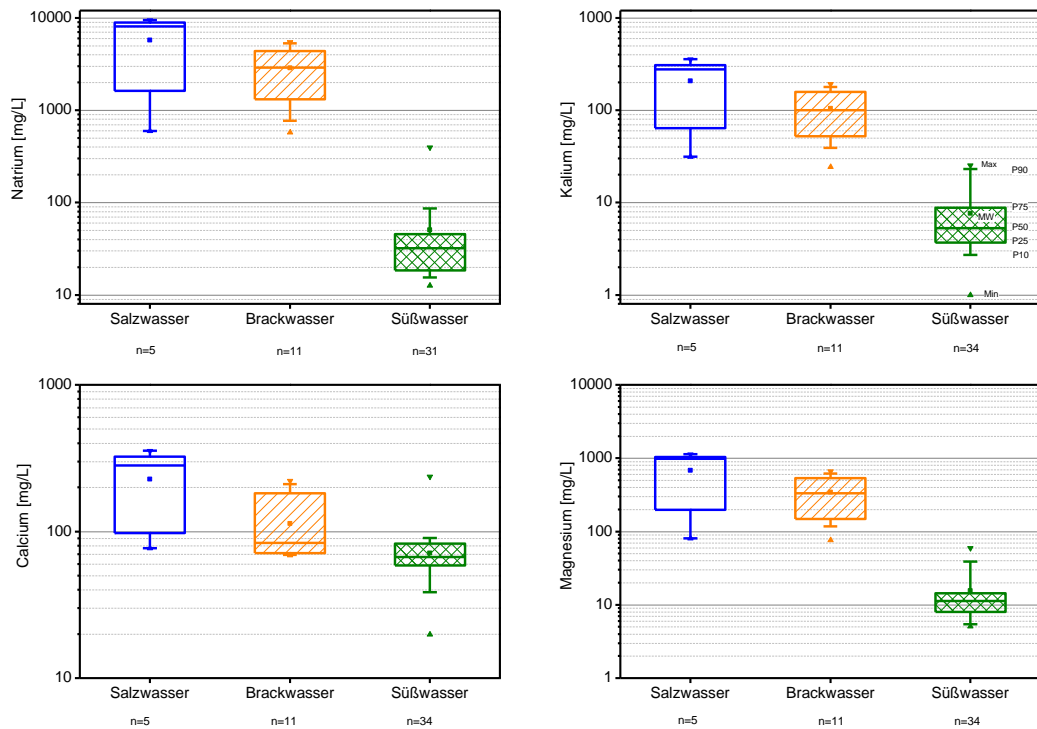 Natrium [mg/L]
10000
1000
100
10
Salzwasser Brackwasser Süßwasser
n=5 n=11 n=31
Kalium [mg/L]
1000
100
10
1
Max
P90
P75
MW
P50
P25
P10
Min
Salzwasser Brackwasser Süßwasser
n=5 n=11 n=34
Calcium [mg/L]
1000
100
10
Salzwasser Brackwasser Süßwasser
n=5 n=11 n=34
Magnesium [mg/L]
10000
1000
100
10
1
Salzwasser Brackwasser Süßwasser
n=5 n=11 n=34